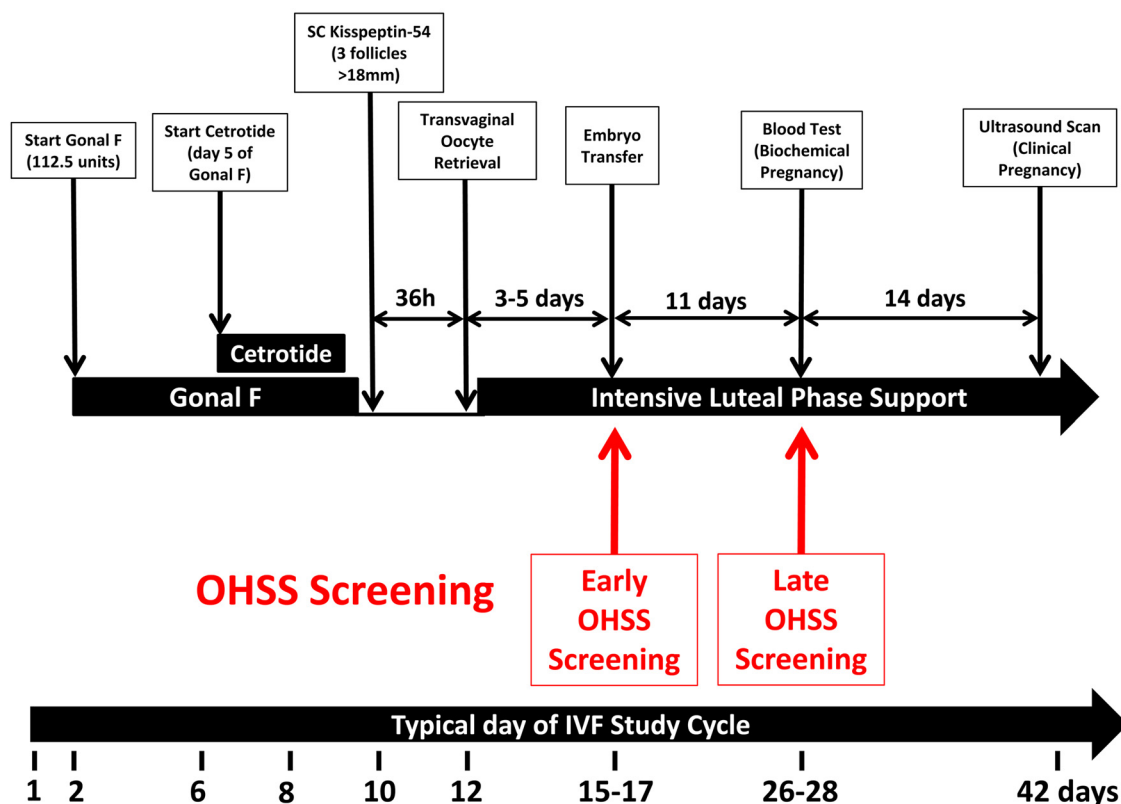 SC Kisspeptin-54
(3 follicles
>18mm)
Start Gonal F
(112.5 units)
Start Cetrotide
(day 5 of
Gonal F)
Transvaginal
Oocyte
Retrieval
Embryo
Transfer
Blood Test
(Biochemical
Pregnancy)
Ultrasound Scan
(Clinical
Pregnancy)
36h
3-5 days
11 days
14 days
Cetrotide
Gonal F
Intensive Luteal Phase Support
OHSS Screening
Early
OHSS
Screening
Late
OHSS
Screening
Typical day of IVF Study Cycle
1 2 6 8 10 12 15-17 26-28 42 days